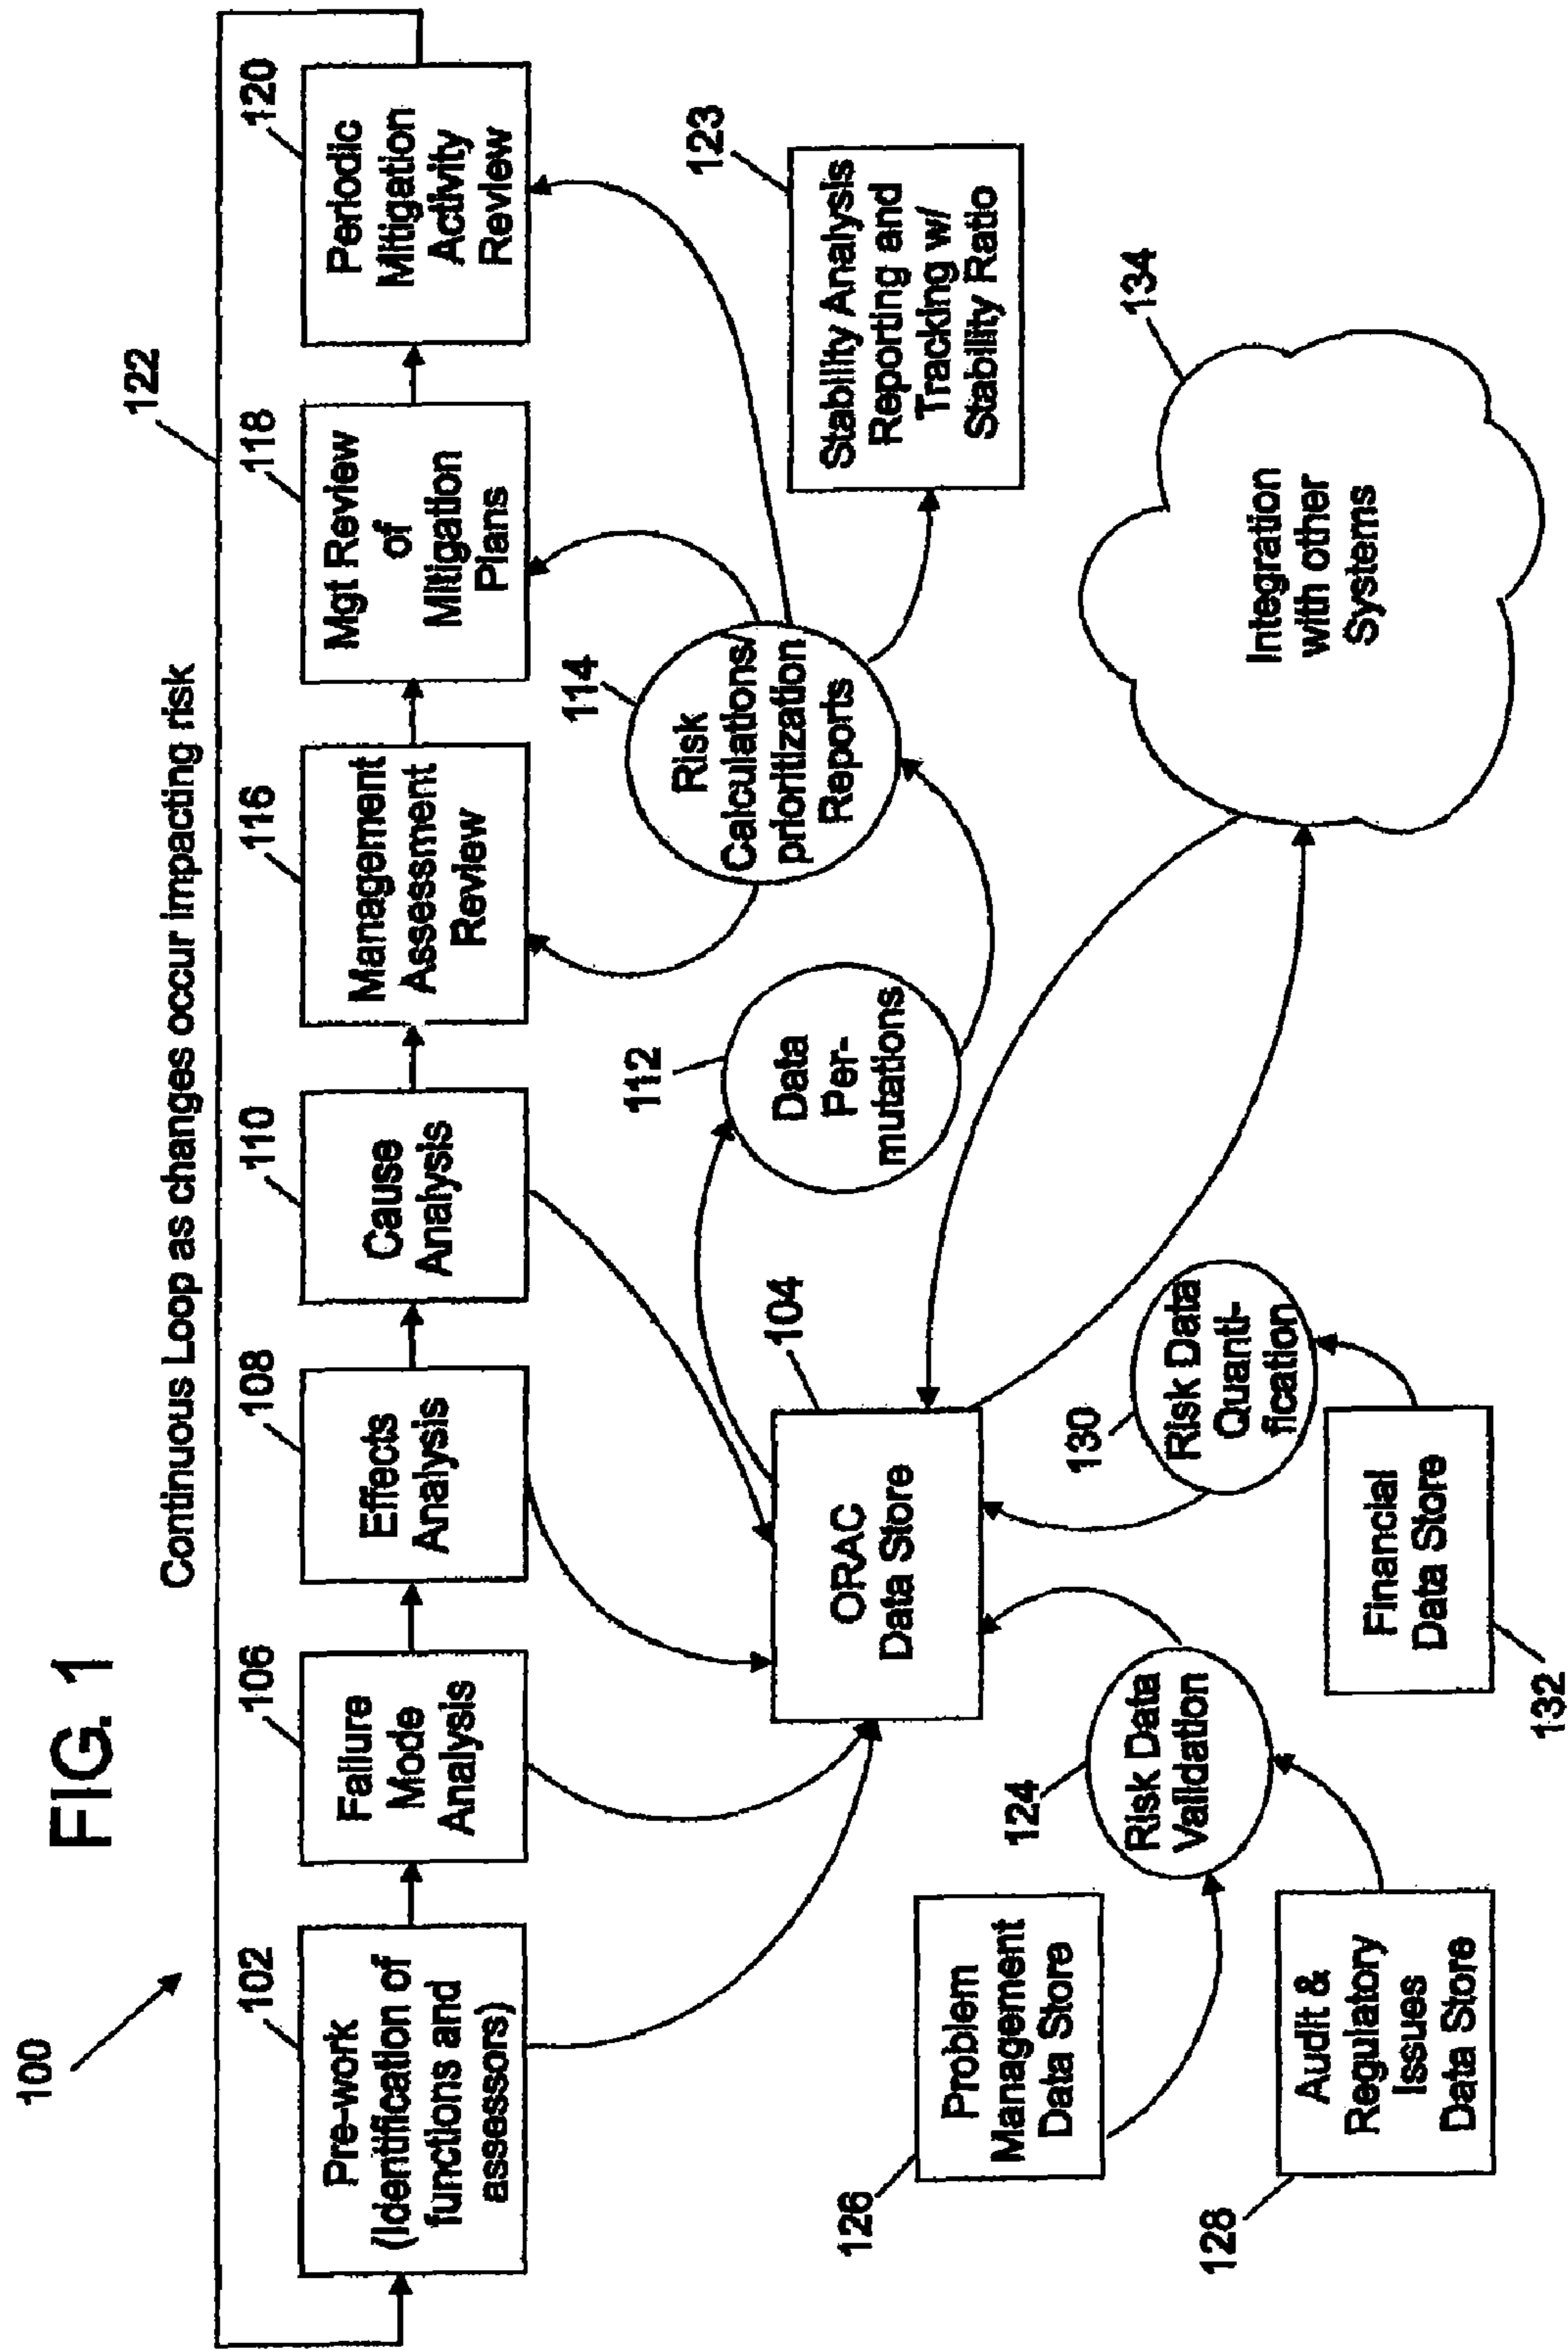 FIG. 1
100
Continuous Loop as changes occur impacting risk
122
102
Pre-work
(Identification of
functions and
assessors)
106
Failure
Mode
Analysis
108
Effects
Analysis
110
Cause
Analysis
116
Management
Assessment
Review
118
Mgt Review
of
Mitigation
Plans
120
Periodic
Mitigation
Activity
Review
114
Risk
Calculations/
prioritization
Reports
123
Stability Analysis
Reporting and
Tracking w/
Stability Ratio
112
Data
Per-
mutations
104
ORAC
Data Store
134
Integration
with other
Systems
126
Problem
Management
Data Store
124
Risk Data
Validation
130
Risk Data
Quanti-
fication
128
Audit &
Regulatory
Issues
Data Store
132
Financial
Data Store